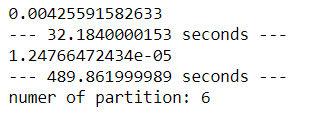 0.00425591582633
--- 32.1840000153 seconds ---
1.24766472434e-05
--- 489.861999989 seconds ---
numer of partition: 6